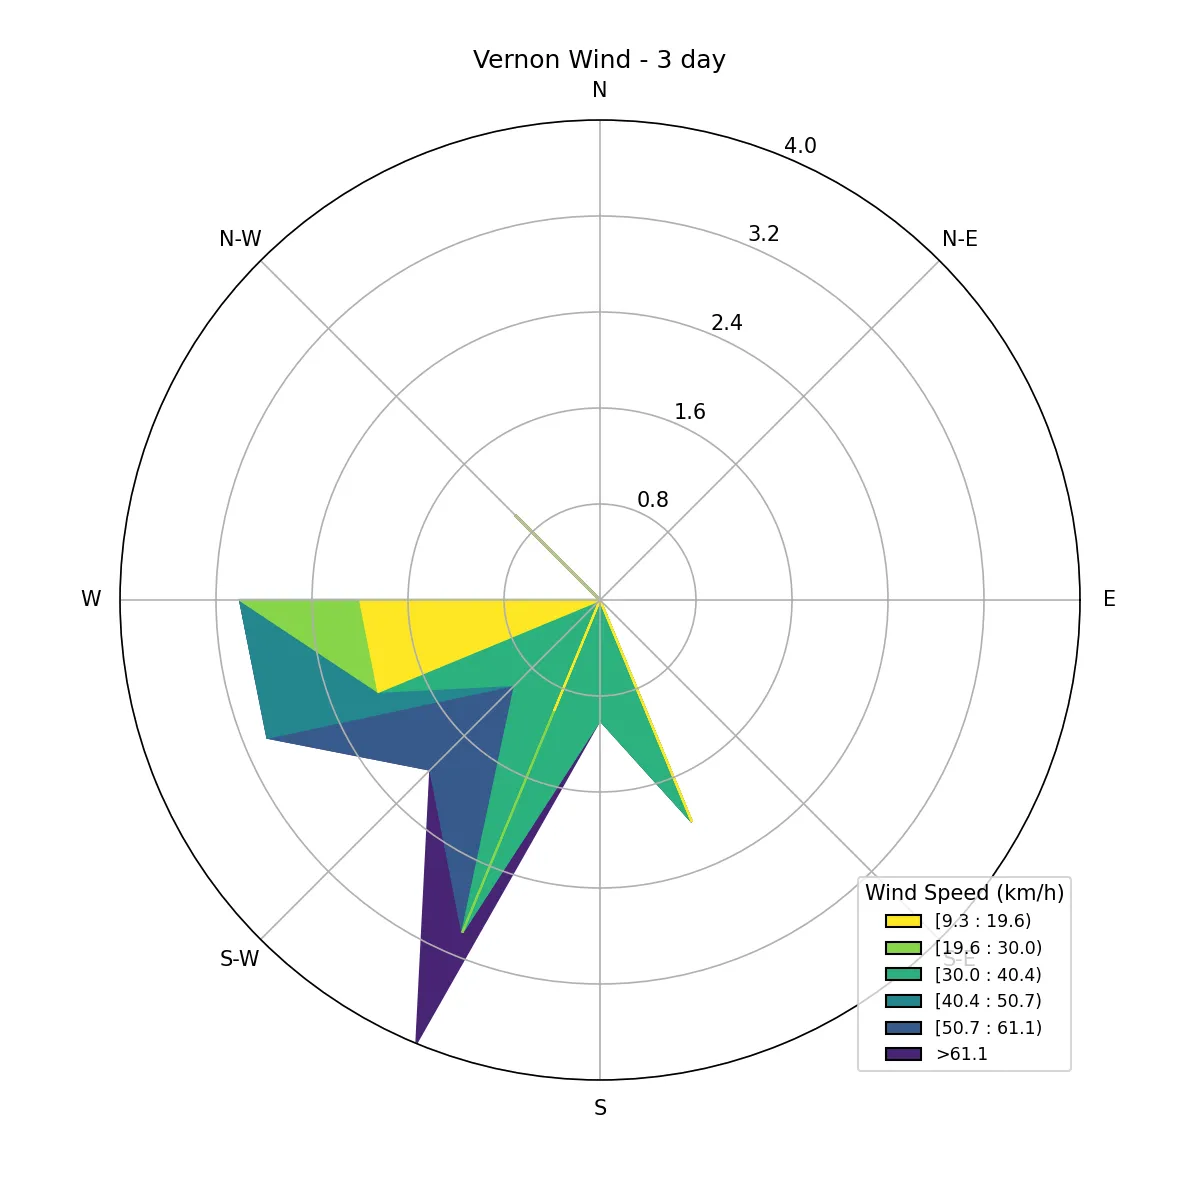 Vernon Wind - 3 day
N
4.0
N-W
3.2
N-E
2.4
1.6
0.8
W
E
S-W
S-E
S
Wind Speed (km/h)
[9.3 : 19.6)
[19.6 : 30.0)
[30.0 : 40.4)
[40.4 : 50.7)
[50.7 : 61.1)
>61.1